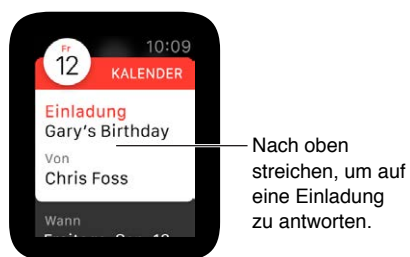 Fr
12
10:09
KALENDER
Einladung
Gary's Birthday
Von
Chris Foss
Wann
Nach oben
streichen, um auf
eine Einladung
zu antworten.